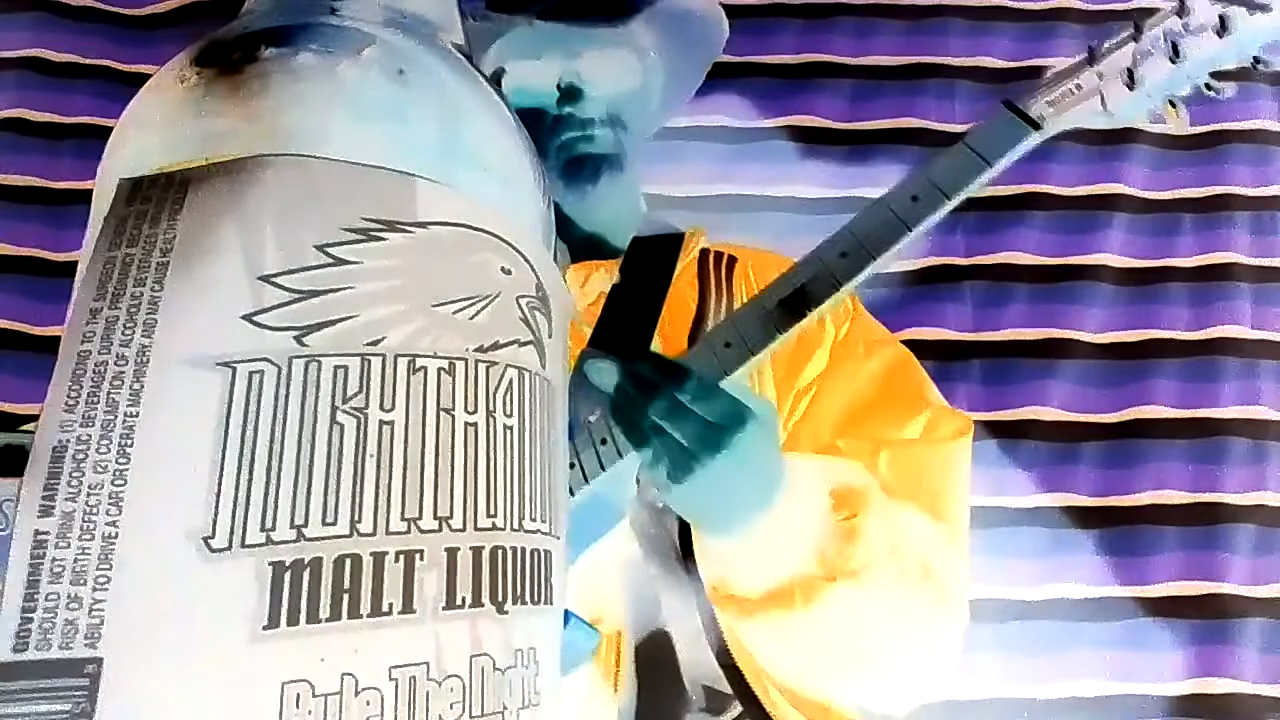 GOVERNMENT WARNING: (1) ACCORDING TO THE SURGEON GENERAL
SHOULD NOT DRINK ALCOHOLIC BEVERAGES DURING PREGNANCY BECAUSE OF
RISK OF BIRTH DEFECTS. (2) CONSUMPTION OF ALCOHOLIC BEVERAGES
ABILITY TO DRIVE A CAR OR OPERATE MACHINERY AND MAY CAUSE HEALTH
NIGHTHAWK
MALT LIQUOR
Rule The Night